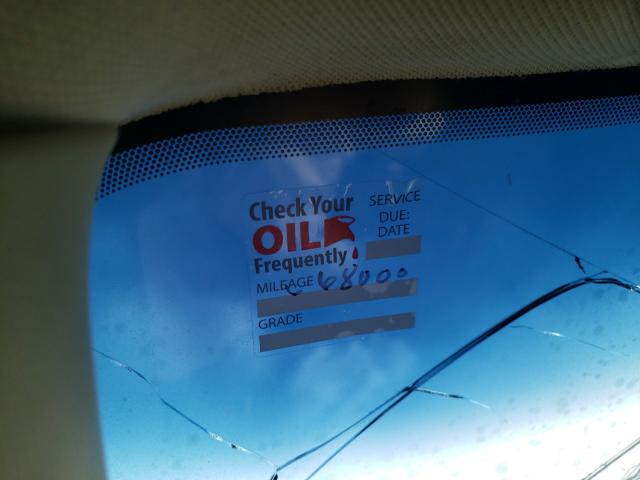 Check Your
OIL
Frequently
SERVICE
DUE:
DATE
MILEAGE
68000
GRADE